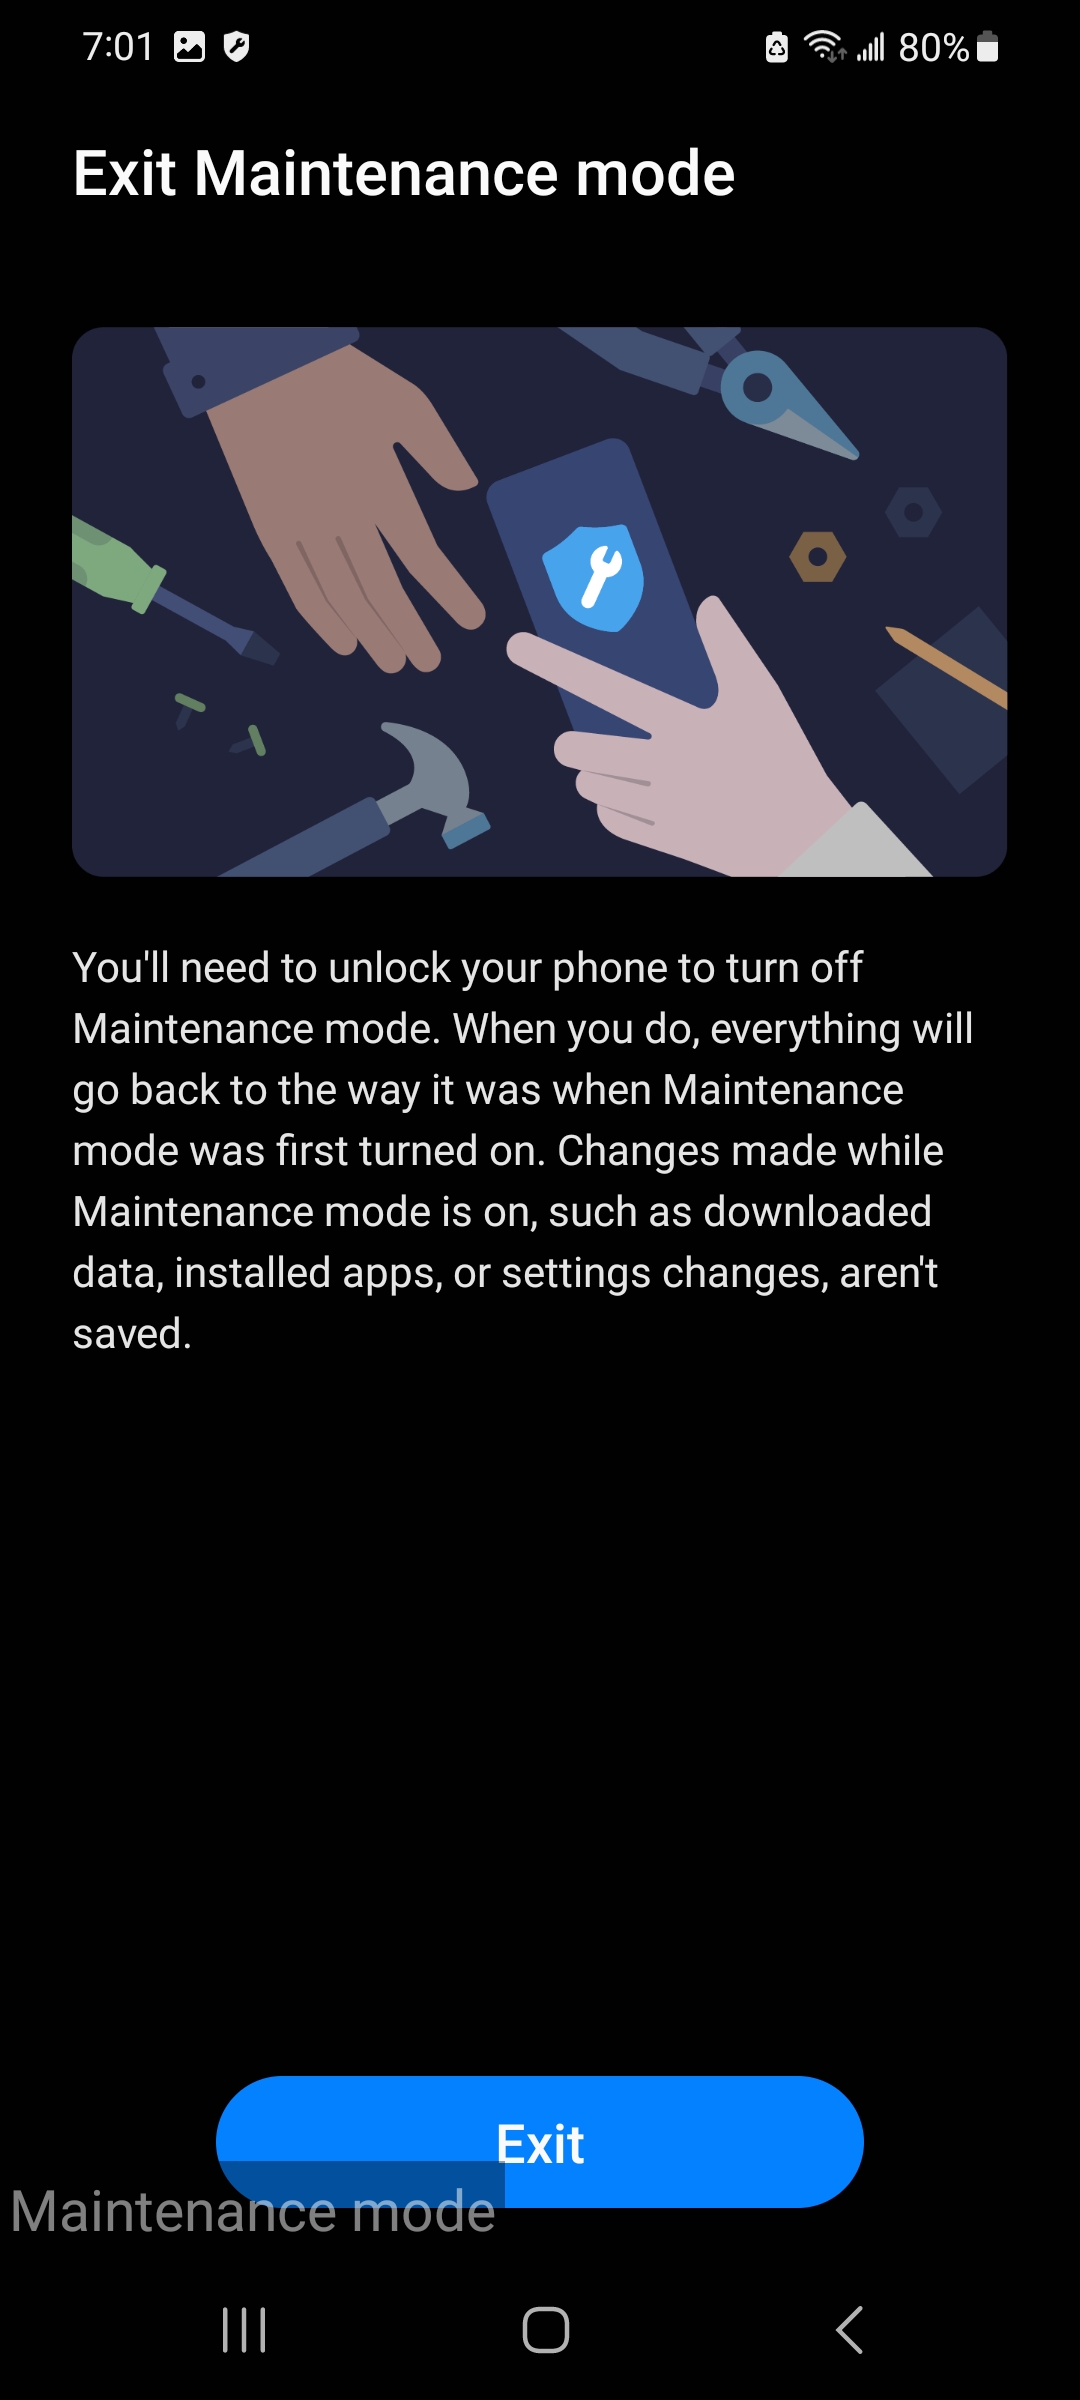 7:01
80%
Exit Maintenance mode
You'll need to unlock your phone to turn off
Maintenance mode. When you do, everything will
go back to the way it was when Maintenance
mode was first turned on. Changes made while
Maintenance mode is on, such as downloaded
data, installed apps, or settings changes, aren't
saved.
Exit
Maintenance mode